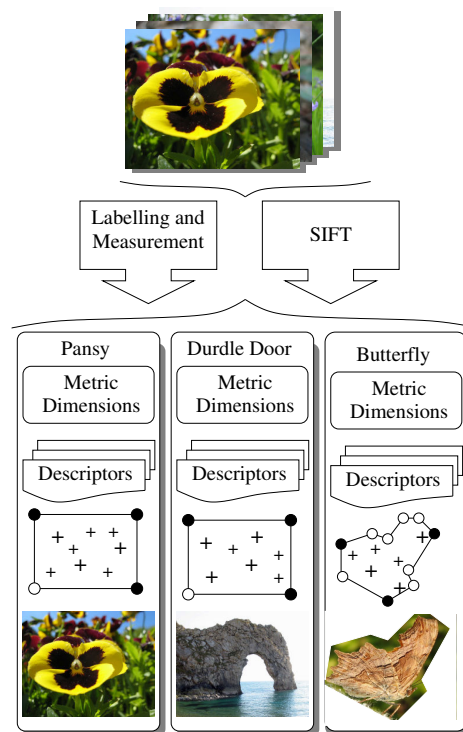 Labelling and
Measurement
SIFT
Pansy
Metric
Dimensions
Descriptors
Durdle Door
Metric
Dimensions
Descriptors
Butterfly
Metric
Dimensions
Descriptors